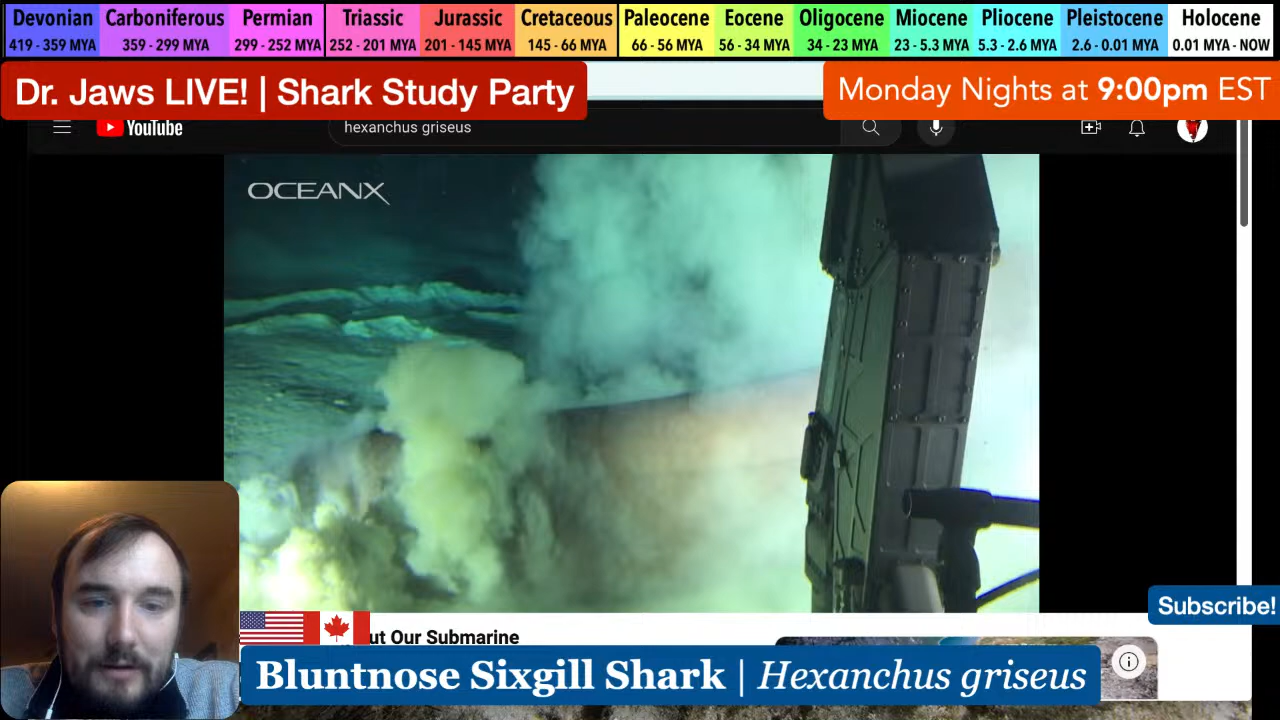 Devonian Carboniferous Permian Triassic Jurassic Cretaceous Paleocene Eocene Oligocene Miocene Pliocene Pleistocene Holocene
419 - 359 MYA 359 - 299 MYA 299 - 252 MYA 252 - 201 MYA 201 - 145 MYA 145 - 66 MYA 66 - 56 MYA 56 - 34 MYA 34 - 23 MYA 23 - 5.3 MYA 5.3 - 2.6 MYA 2.6 - 0.01 MYA 0.01 MYA - NOW
Dr. Jaws LIVE! | Shark Study Party
Monday Nights at 9:00pm EST
YouTube
hexanchus griseus
OCEANX
Subscribe!
ut Our Submarine
Bluntnose Sixgill Shark | Hexanchus griseus